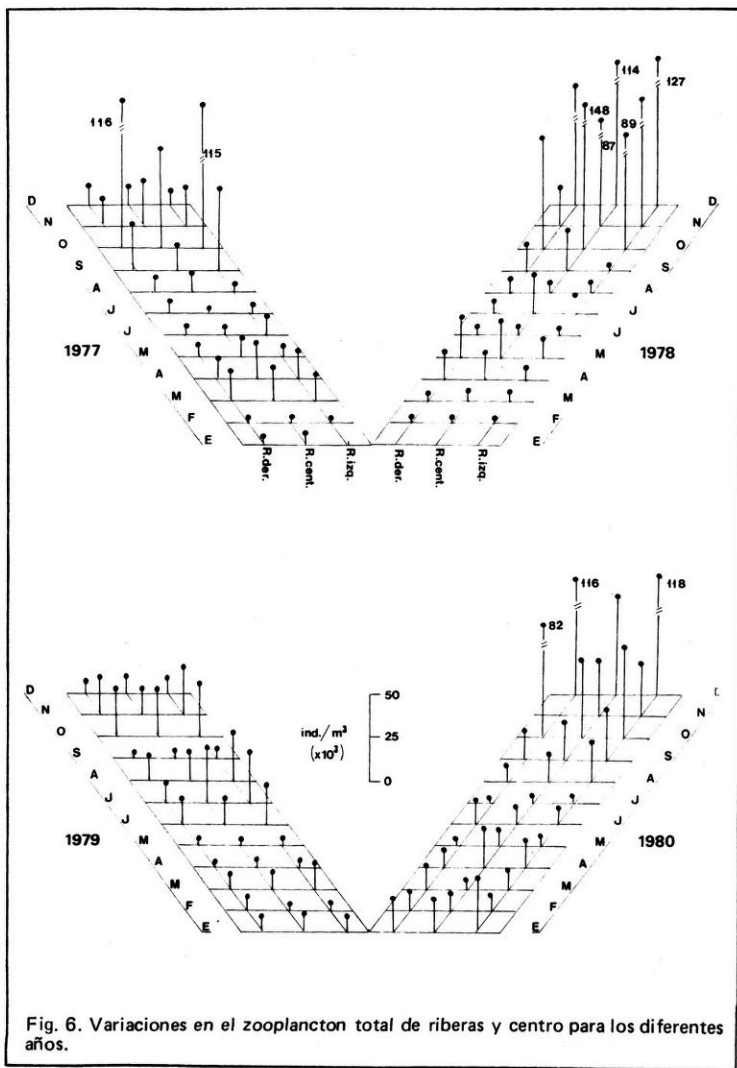 116
115
148
87
114
89
127
D
N
O
S
A
J
J
M
A
M
F
E
1977
D
N
O
S
A
J
J
M
A
M
F
E
1978
R.der.
R.cent.
R.izq.
R.der.
R.cent.
R.izq.
82
116
118
D
N
O
S
A
J
J
M
A
M
F
E
1979
ind./m³
(x10³)
50
25
0
N
O
S
A
J
J
M
A
M
F
E
1980
Fig. 6. Variaciones en el zooplancton total de riberas y centro para los diferentes
años.